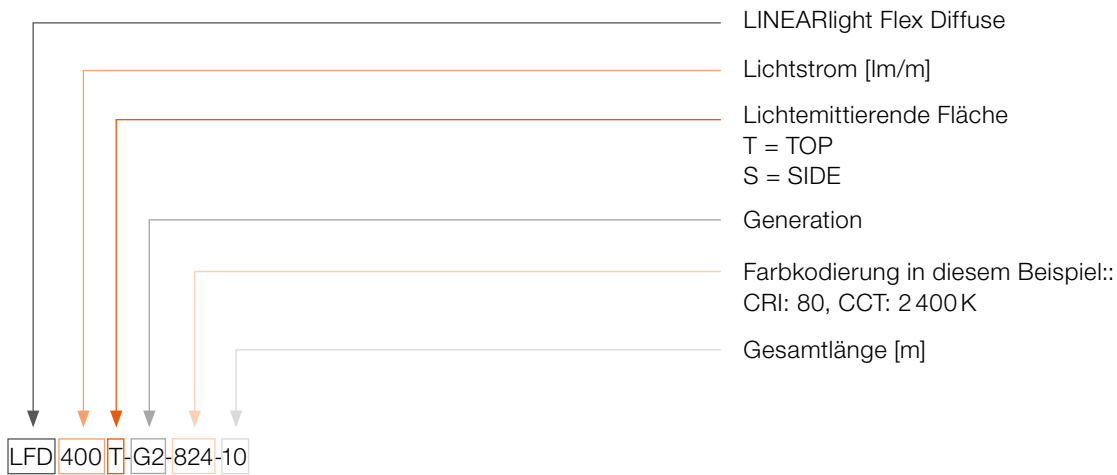 LINEARlight Flex Diffuse
Lichtstrom [lm/m]
Lichtemittierende Fläche
T = TOP
S = SIDE
Generation
Farbkodierung in diesem Beispiel::
CRI: 80, CCT: 2 400 K
Gesamtlänge [m]
LFD 400 T-G2-824-10